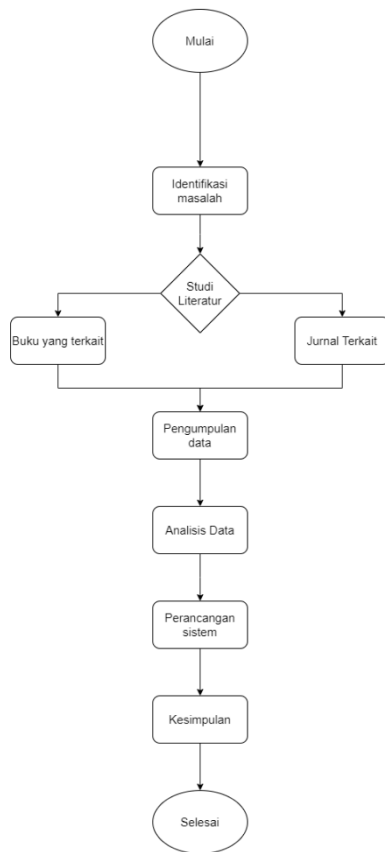 Mulai
Identifikasi
masalah
Studi
Literatur
Buku yang terkait
Jurnal Terkait
Pengumpulan
data
Analisis Data
Perancangan
sistem
Kesimpulan
Selesai